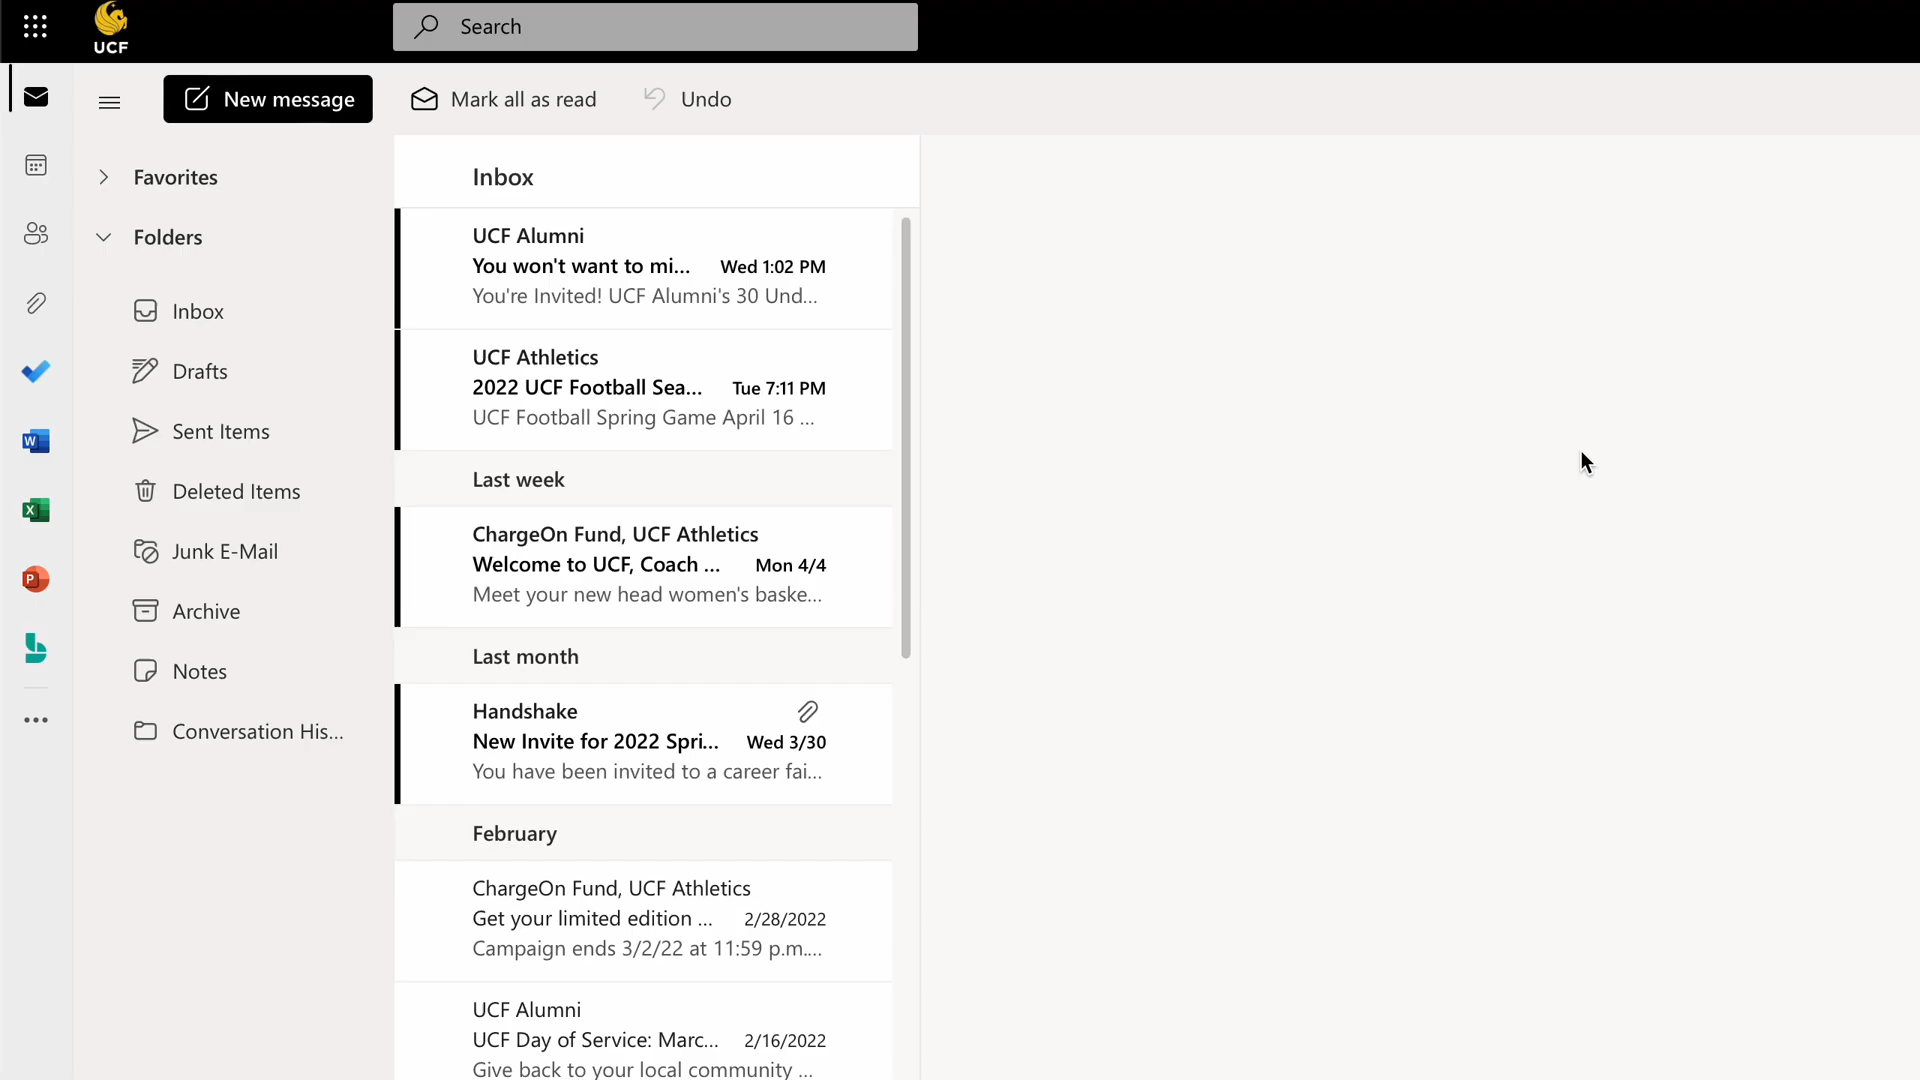 UCF
Search
New message
Mark all as read
Undo
Favorites
Folders
Inbox
Drafts
Sent Items
Deleted Items
Junk E-Mail
Archive
Notes
Conversation His...
Inbox
UCF Alumni
You won't want to mi... Wed 1:02 PM
You're Invited! UCF Alumni's 30 Und...
UCF Athletics
2022 UCF Football Sea... Tue 7:11 PM
UCF Football Spring Game April 16 ...
Last week
ChargeOn Fund, UCF Athletics
Welcome to UCF, Coach ... Mon 4/4
Meet your new head women's baske...
Last month
Handshake
New Invite for 2022 Spri... Wed 3/30
You have been invited to a career fai...
February
ChargeOn Fund, UCF Athletics
Get your limited edition ... 2/28/2022
Campaign ends 3/2/22 at 11:59 p.m....
UCF Alumni
UCF Day of Service: Marc... 2/16/2022
Give back to your local community ...
W
X
P